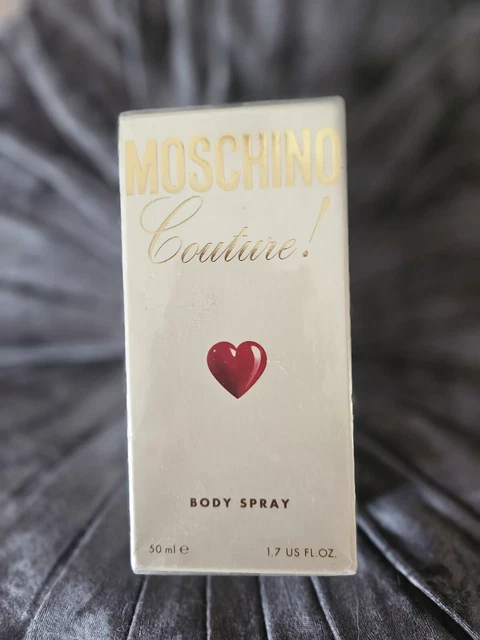 MOSCHINO
Couture!
BODY SPRAY
50 ml ℮ 1.7 US FL.OZ.